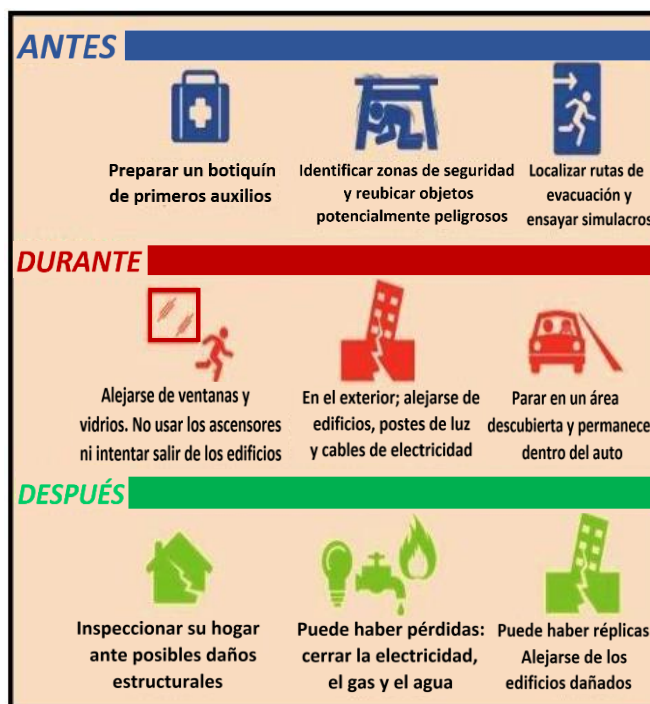 ANTES
Preparar un botiquín
de primeros auxilios
Identificar zonas de seguridad
y reubicar objetos
potencialmente peligrosos
Localizar rutas de
evacuación y
ensayar simulacros
DURANTE
Alejarse de ventanas y
vidrios. No usar los ascensores
ni intentar salir de los edificios
En el exterior; alejarse de
edificios, postes de luz
y cables de electricidad
Parar en un área
descubierta y permanece
dentro del auto
DESPUÉS
Inspeccionar su hogar
ante posibles daños
estructurales
Puede haber pérdidas:
cerrar la electricidad,
el gas y el agua
Puede haber réplicas
Alejarse de los
edificios dañados